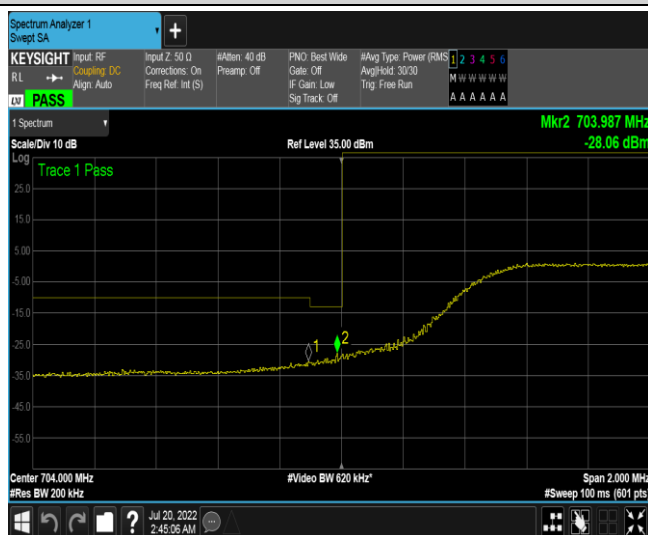 Spectrum Analyzer 1
Swept SA
+
KEYSIGHT
RL
LXI PASS
Input: RF
Coupling: DC
Align: Auto
Input Z: 50 Ω
Corrections: On
Freq Ref: Int (S)
#Atten: 40 dB
Preamp: Off
PNO: Best Wide
Gate: Off
IF Gain: Low
Sig Track: Off
#Avg Type: Power (RMS
Avg|Hold: 30/30
Trig: Free Run
1 2 3 4 5 6
M W W W W W
A A A A A A
1 Spectrum
Scale/Div 10 dB
Ref Level 35.00 dBm
Mkr2 703.987 MHz
-28.06 dBm
Log
Trace 1 Pass
25.0
15.0
5.00
-5.00
-15.0
-25.0
-35.0
-45.0
-55.0
1
2
Center 704.000 MHz
#Res BW 200 kHz
#Video BW 620 kHz*
Span 2.000 MHz
#Sweep 100 ms (601 pts)
?
Jul 20, 2022
2:45:06 AM